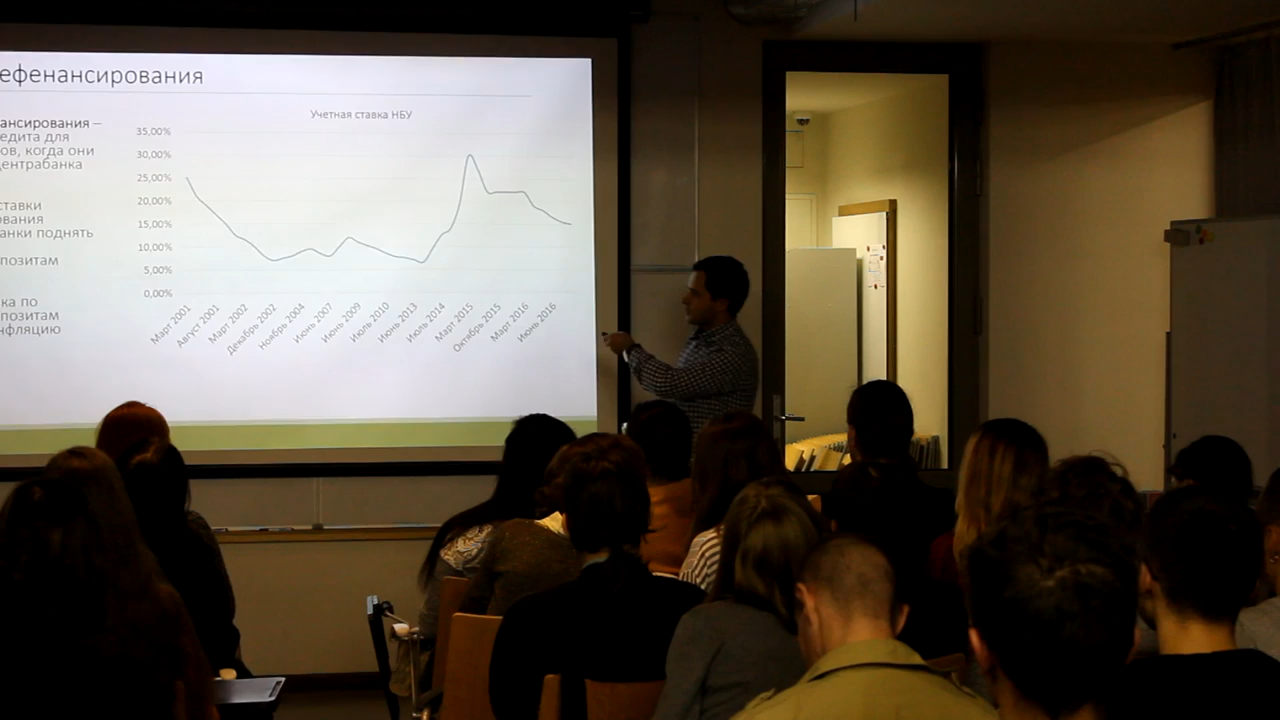 ефенансирования
ансирования –
едита для
ов, когда они
ентрабанка
ставки
ования
анки поднять
позитам
ка по
позитам
нфляцию
Учетная ставка НБУ
35,00%
30,00%
25,00%
20,00%
15,00%
10,00%
5,00%
0,00%
Март 2001
Август 2001
Март 2002
Декабрь 2002
Ноябрь 2004
Июнь 2007
Июнь 2009
Июль 2010
Июнь 2013
Июль 2014
Март 2015
Октябрь 2015
Март 2016
Июнь 2016